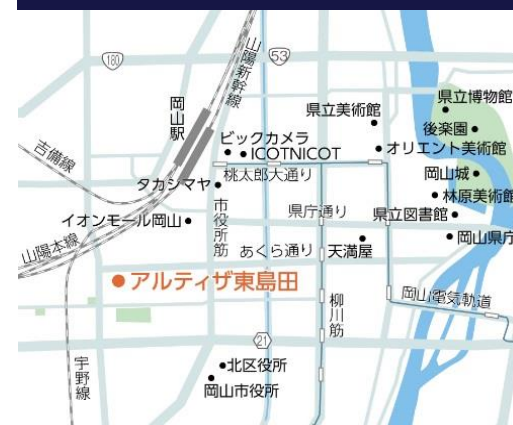 180
53
山陽新幹線
岡山駅
吉備線
県立博物館
県立美術館
後楽園
ビックカメラ
ICOTNICOT
オリエント美術館
桃太郎大通り
岡山城
タカシマヤ
林原美術館
市役所筋
県庁通り
県立図書館
イオンモール岡山
岡山県庁
山陽本線
あくら通り
天満屋
アルティザ東島田
岡山電気軌道
柳川筋
21
宇野線
北区役所
岡山市役所